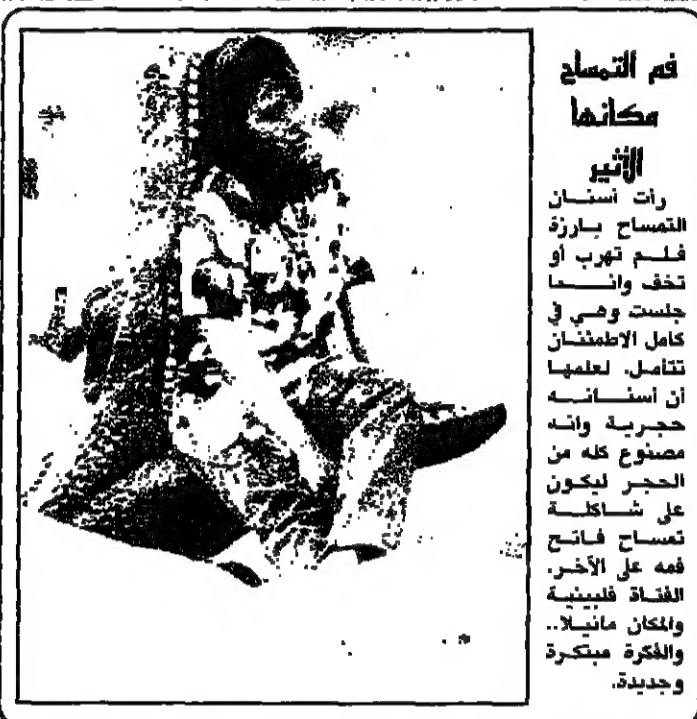 فم التمساح
مكانها
الأثير
رأت أسنان
التمساح بارزة
فلم تهرب أو
تخف وانما
جلست وهي في
كامل الاطمئنان
تتأمل. لعلمها
أن أسنانه
حجرية وانه
مصنوع كله من
الحجر ليكون
على شاكلة
تمساح فاتح
فمه على الآخر.
الفتاة فلبينية
والمكان مانيلا..
والفكرة مبتكرة
وجديدة.